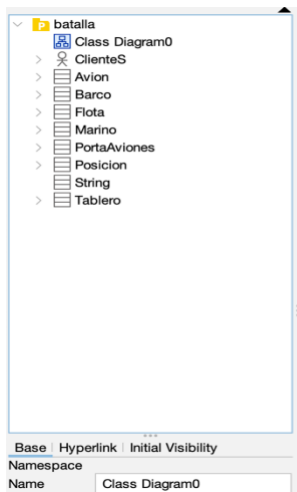 batalla
Class Diagram0
ClienteS
Avion
Barco
Flota
Marino
PortaAviones
Posicion
String
Tablero
Base Hyperlink Initial Visibility
Namespace
Name Class Diagram0